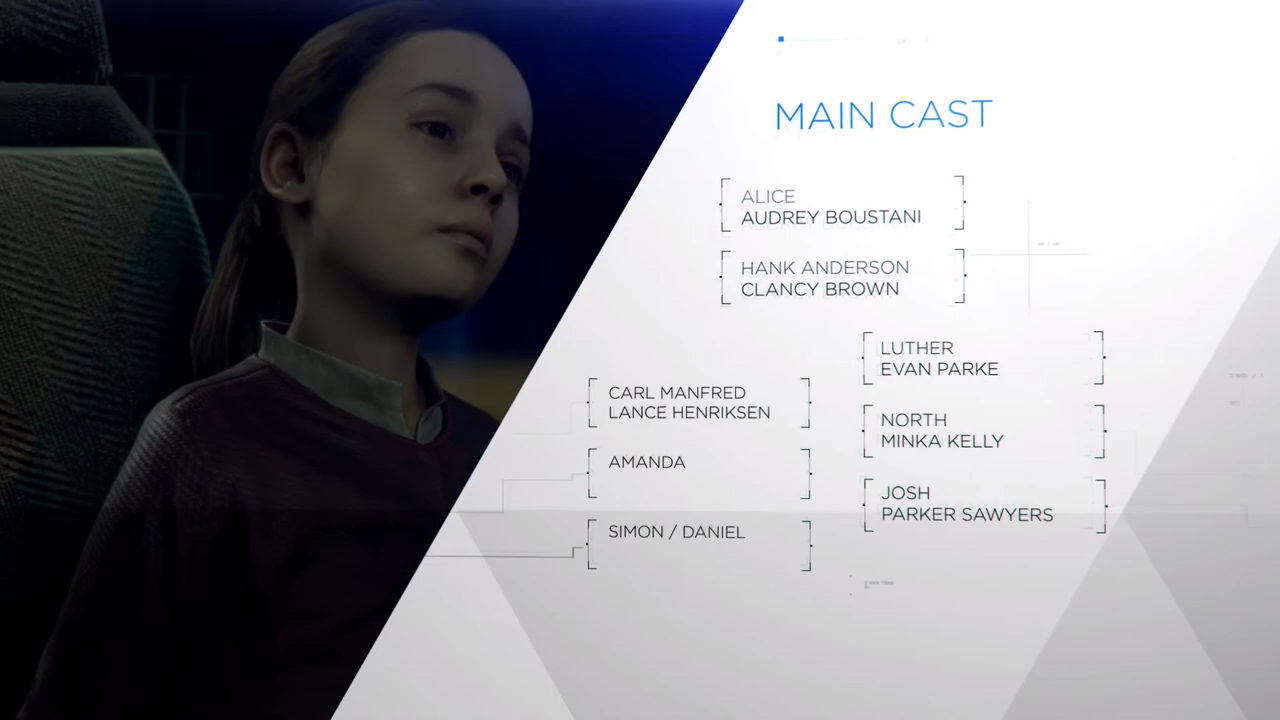 MAIN CAST
ALICE
AUDREY BOUSTANI
HANK ANDERSON
CLANCY BROWN
LUTHER
EVAN PARKE
CARL MANFRED
LANCE HENRIKSEN
NORTH
MINKA KELLY
AMANDA
JOSH
PARKER SAWYERS
SIMON / DANIEL